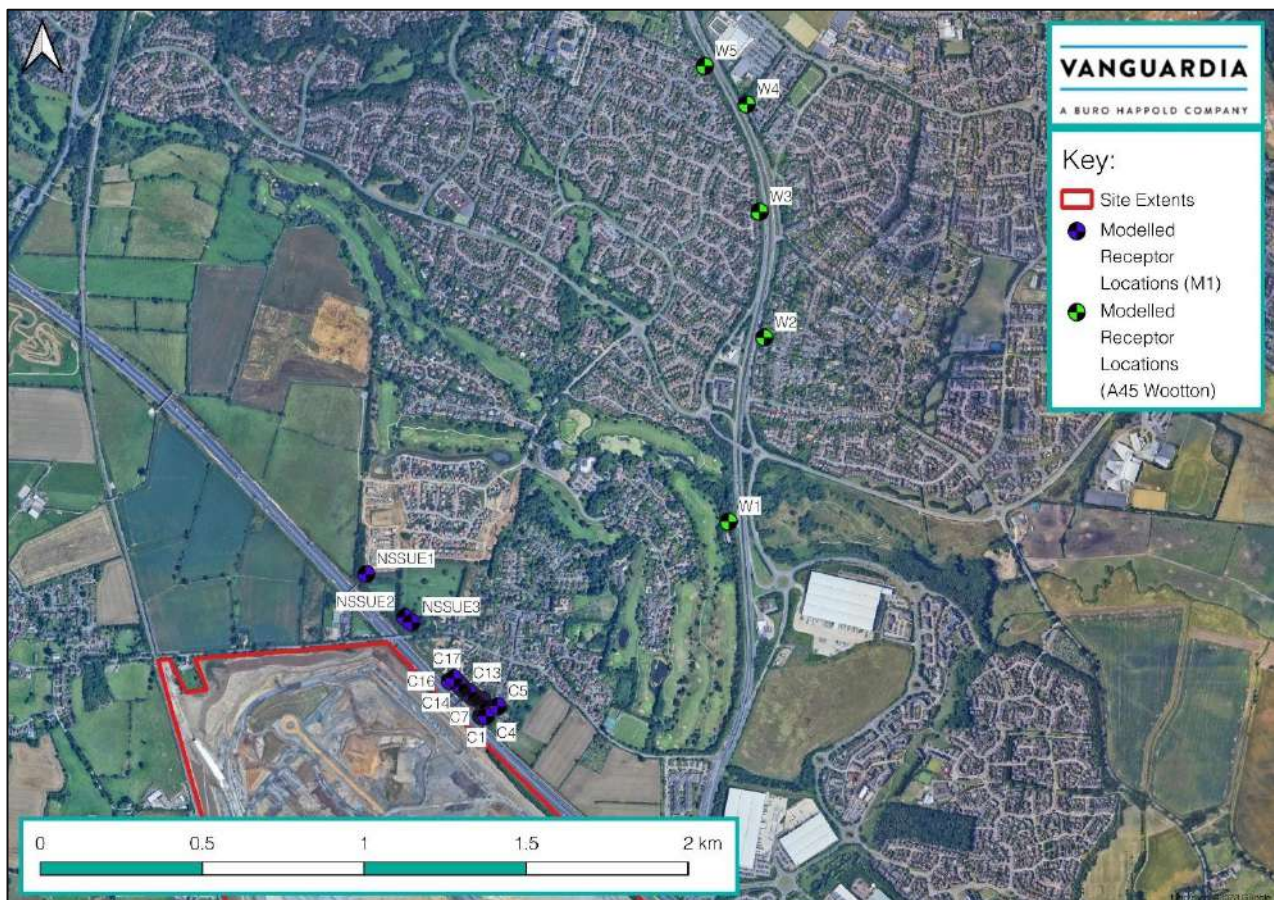 W5
W4
W3
W2
W1
NSSUE1
NSSUE2
NSSUE3
C17
C13
C16
C5
C14
C7
C4
C1
VANGUARDIA
A BURO HAPPOLD COMPANY
Key:
Site Extents
Modelled
Receptor
Locations (M1)
Modelled
Receptor
Locations
(A45 Wootton)
0
0.5
1
1.5
2 km